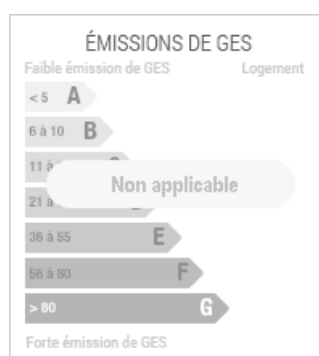 ÉMISSIONS DE GES
Faible émission de GES Logement
< 5 A
6 à 10 B
11 à
Non applicable
21 à
36 à 55 E
56 à 80 F
> 80 G
Forte émission de GES